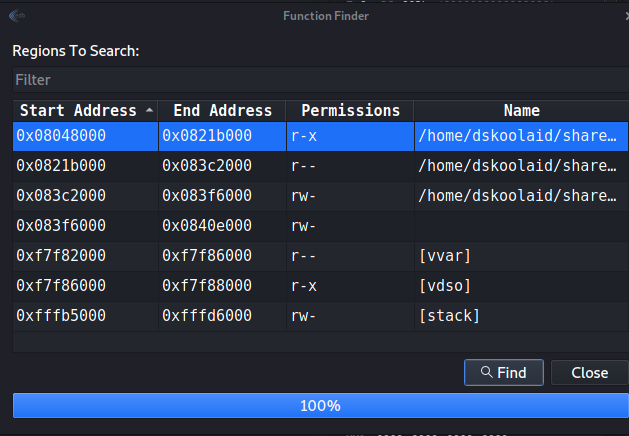 Function Finder
Regions To Search:
Filter
Start Address End Address Permissions Name
0x08048000 0x0821b000 r-x /home/dskoolaid/share…
0x0821b000 0x083c2000 r-- /home/dskoolaid/share…
0x083c2000 0x083f6000 rw- /home/dskoolaid/share…
0x083f6000 0x0840e000 rw-
0xf7f82000 0xf7f86000 r-- [vvar]
0xf7f86000 0xf7f88000 r-x [vdso]
0xfffb5000 0xfffd6000 rw- [stack]
Find Close
100%